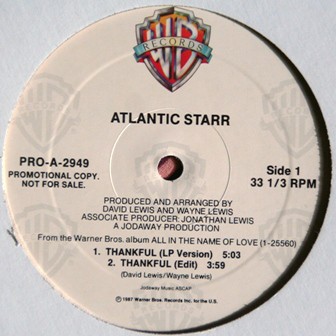 WB
RECORDS
ATLANTIC STARR
PRO-A-2949
PROMOTIONAL COPY.
NOT FOR SALE.
Side 1
33 1/3 RPM
PRODUCED AND ARRANGED BY
DAVID LEWIS AND WAYNE LEWIS
ASSOCIATE PRODUCER: JONATHAN LEWIS
A JODAWAY PRODUCTION
From the Warner Bros. album ALL IN THE NAME OF LOVE (1-25560)
1. THANKFUL (LP Version) 5:03
2. THANKFUL (Edit) 3:59
(David Lewis/Wayne Lewis)
Jodaway Music ASCAP
℗ 1987 Warner Bros. Records Inc. for the U.S.